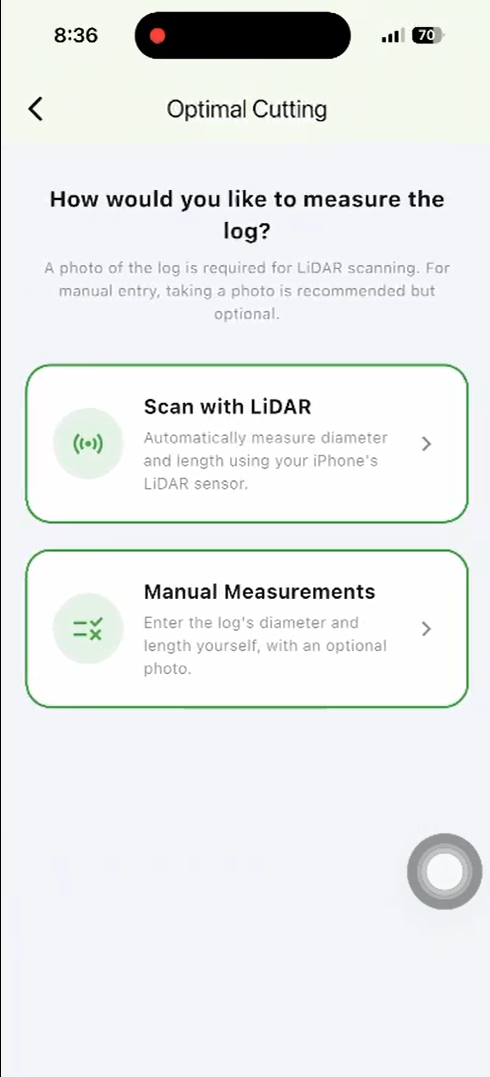 8:36
70
Optimal Cutting
How would you like to measure the
log?
A photo of the log is required for LiDAR scanning. For
manual entry, taking a photo is recommended but
optional.
Scan with LiDAR
Automatically measure diameter
and length using your iPhone's
LiDAR sensor.
Manual Measurements
Enter the log's diameter and
length yourself, with an optional
photo.